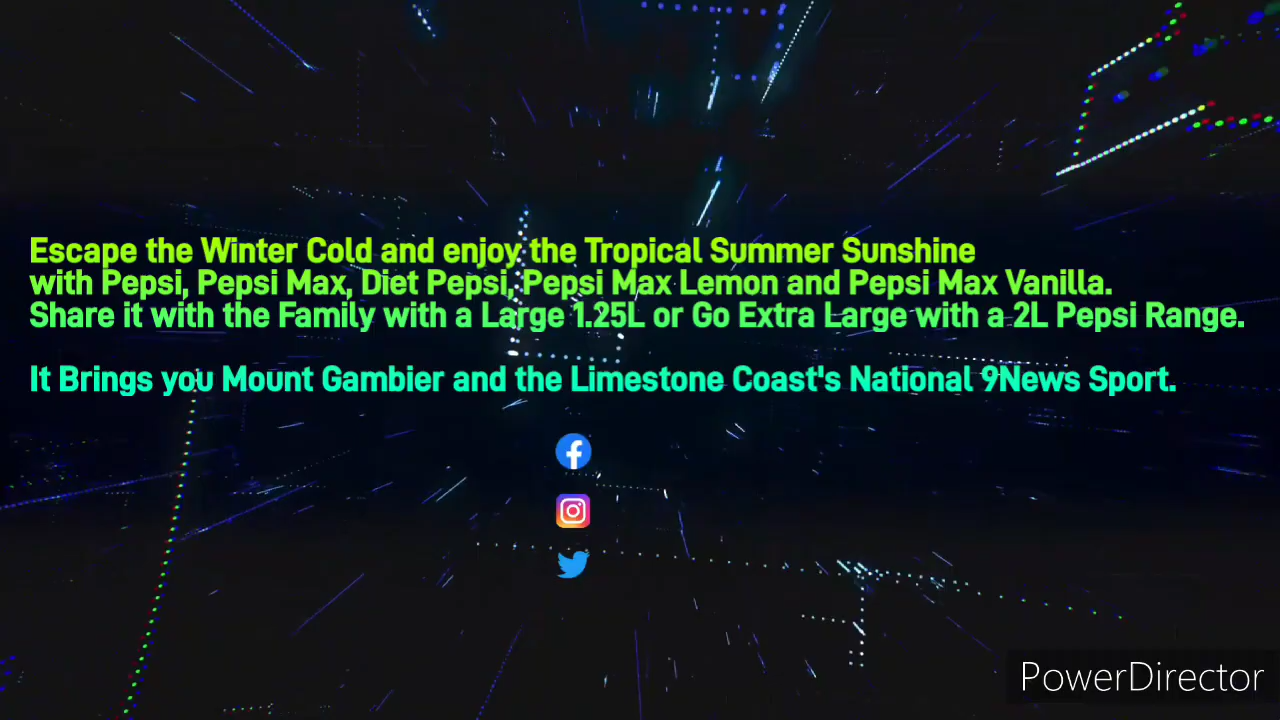 Escape the Winter Cold and enjoy the Tropical Summer Sunshine
with Pepsi, Pepsi Max, Diet Pepsi, Pepsi Max Lemon and Pepsi Max Vanilla.
Share it with the Family with a Large 1.25L or Go Extra Large with a 2L Pepsi Range.
It Brings you Mount Gambier and the Limestone Coast's National 9News Sport.
PowerDirector